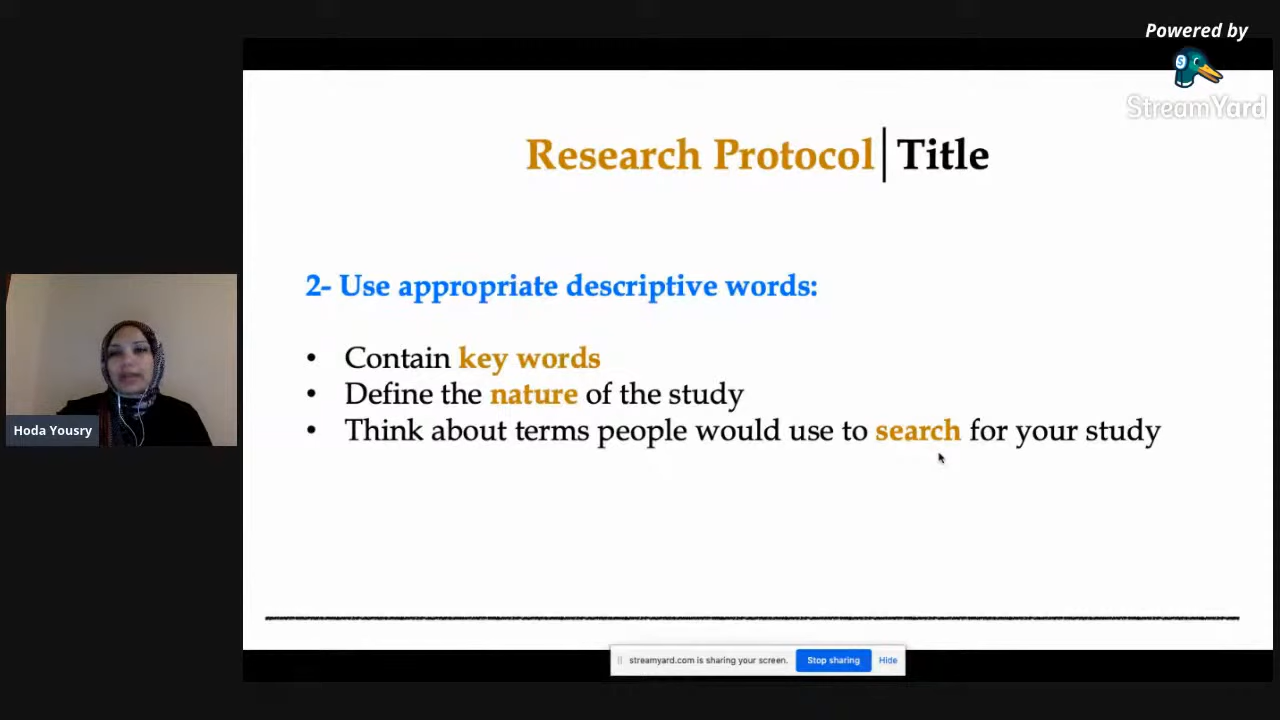 Powered by
StreamYard
Research Protocol Title
2- Use appropriate descriptive words:
• Contain key words
• Define the nature of the study
• Think about terms people would use to search for your study
Hoda Yousry
streamyard.com is sharing your screen. Stop sharing Hide